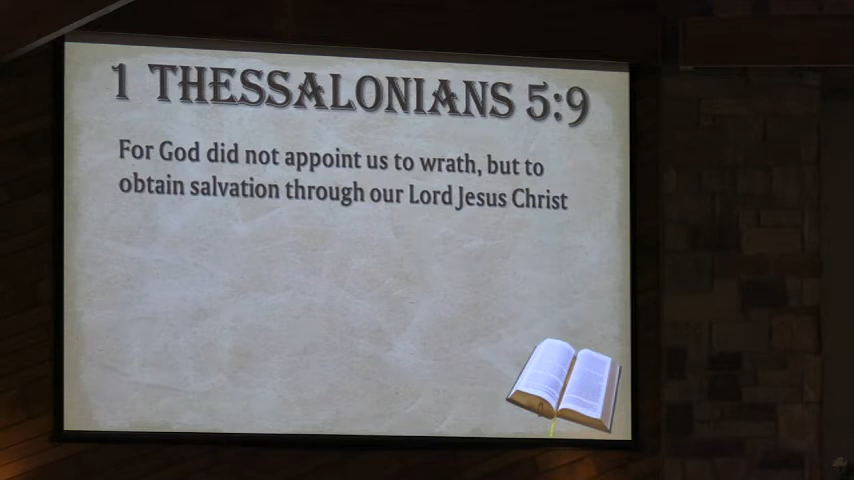 1 THESSALONIANS 5:9
For God did not appoint us to wrath, but to
obtain salvation through our Lord Jesus Christ